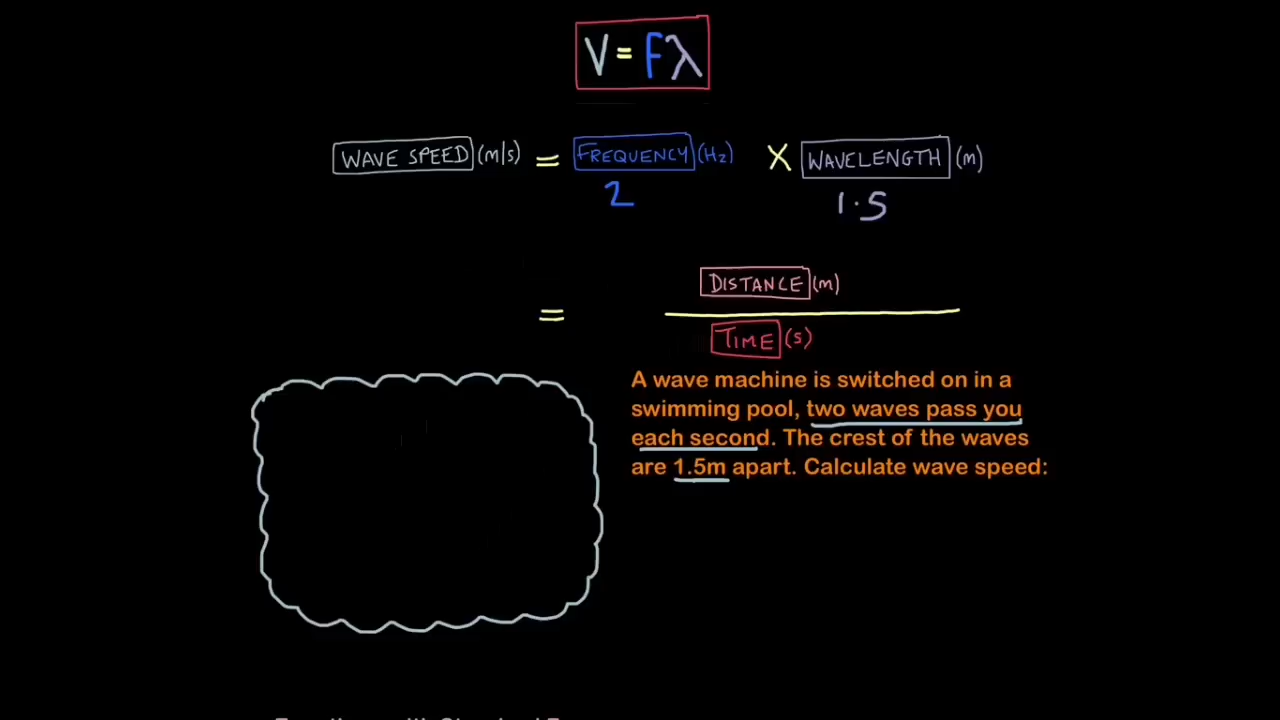 V = Fλ
WAVE SPEED (m/s) = FREQUENCY (Hz) X WAVELENGTH (m)
2 1.5
= DISTANCE (m)
TIME (s)
A wave machine is switched on in a
swimming pool, two waves pass you
each second. The crest of the waves
are 1.5m apart. Calculate wave speed: